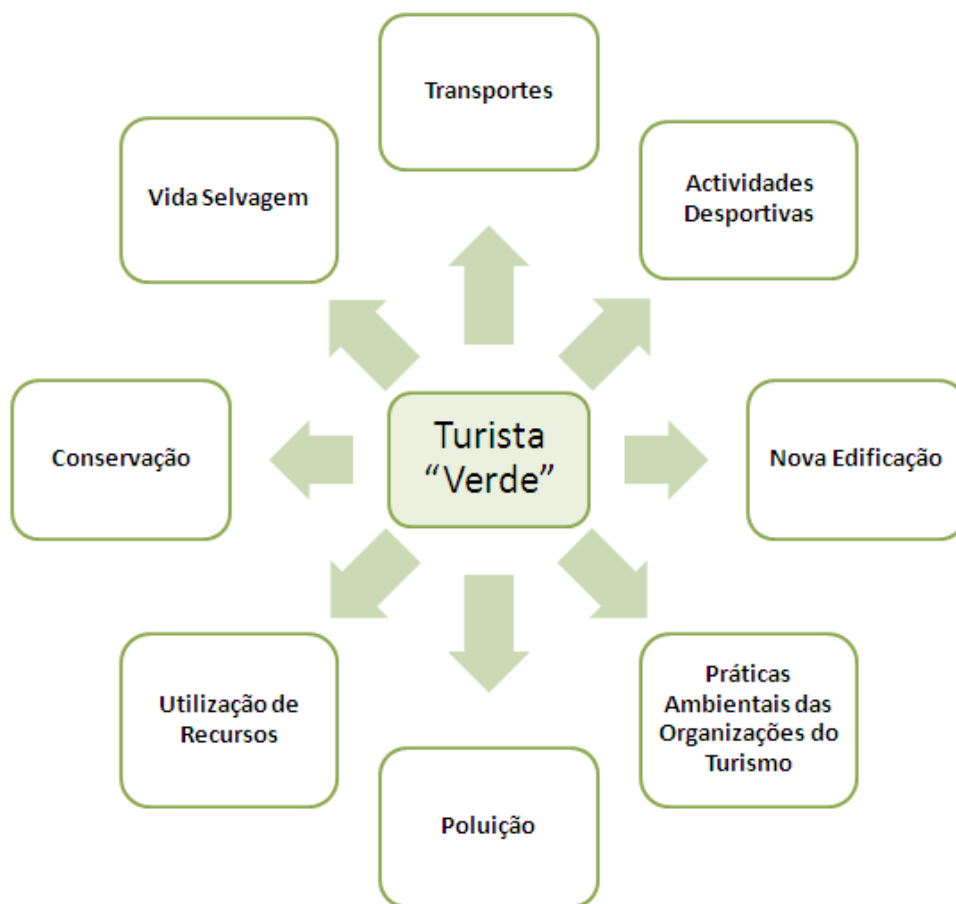 Transportes
Vida Selvagem
Actividades
Desportivas
Conservação
Turista
“Verde”
Nova Edificação
Utilização de
Recursos
Práticas
Ambientais das
Organizações do
Turismo
Poluição